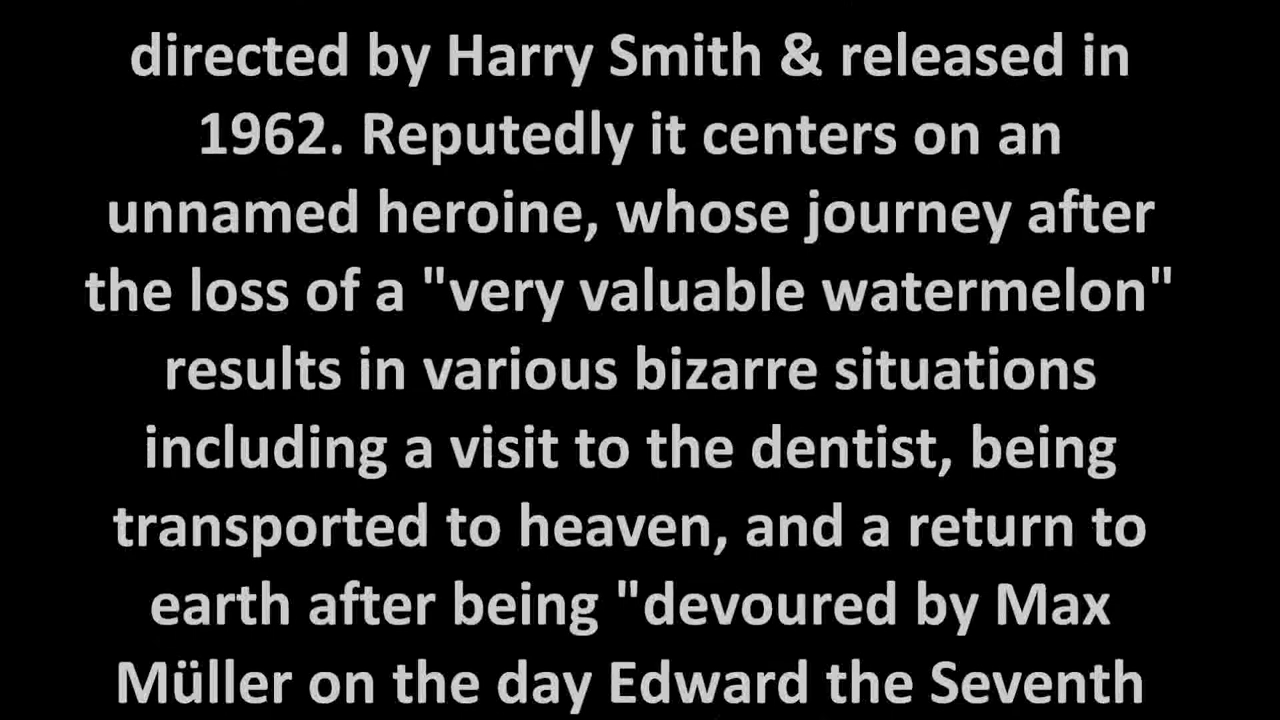 directed by Harry Smith & released in
1962. Reputedly it centers on an
unnamed heroine, whose journey after
the loss of a "very valuable watermelon"
results in various bizarre situations
including a visit to the dentist, being
transported to heaven, and a return to
earth after being "devoured by Max
Müller on the day Edward the Seventh